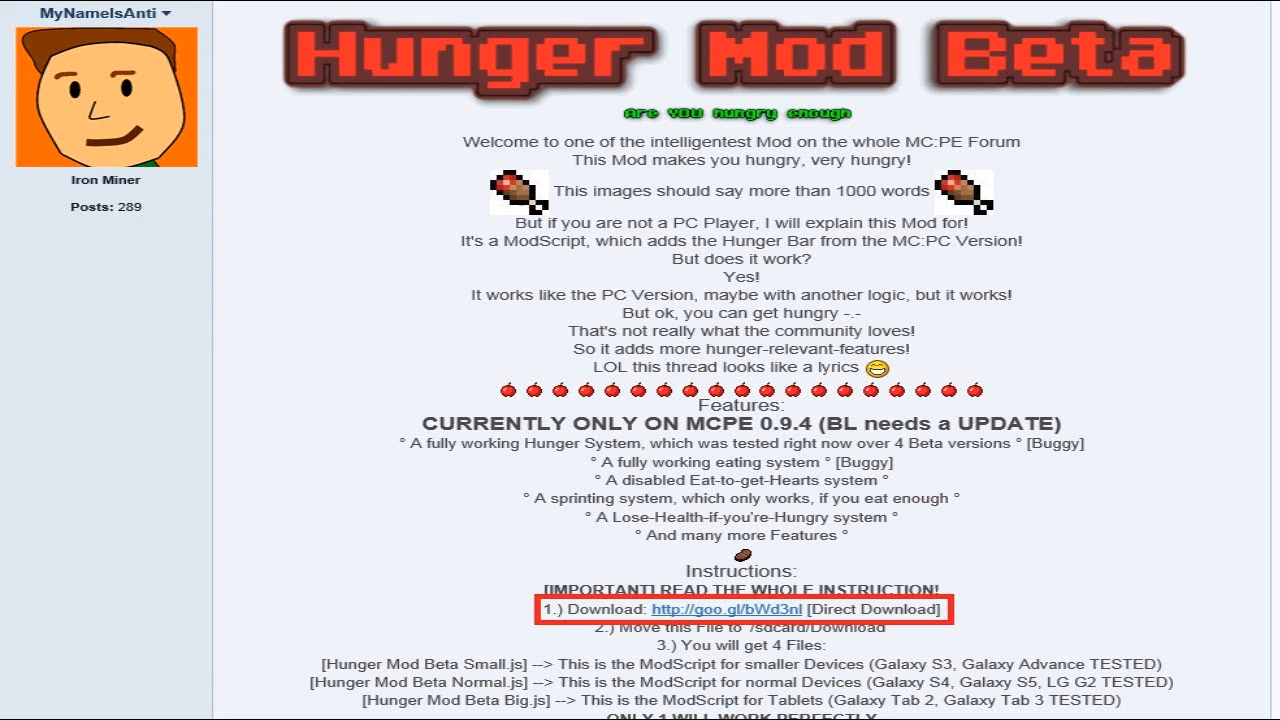 MyNameIsAnti
Iron Miner
Posts: 289
Hunger Mod Beta
Are YOU hungry enough
Welcome to one of the intelligentest Mod on the whole MC:PE Forum
This Mod makes you hungry, very hungry!
This images should say more than 1000 words
But if you are not a PC Player, I will explain this Mod for!
It's a ModScript, which adds the Hunger Bar from the MC:PC Version!
But does it work?
Yes!
It works like the PC Version, maybe with another logic, but it works!
But ok, you can get hungry -.-
That's not really what the community loves!
So it adds more hunger-relevant-features!
LOL this thread looks like a lyrics
Features:
CURRENTLY ONLY ON MCPE 0.9.4 (BL needs a UPDATE)
° A fully working Hunger System, which was tested right now over 4 Beta versions ° [Buggy]
° A fully working eating system ° [Buggy]
° A disabled Eat-to-get-Hearts system °
° A sprinting system, which only works, if you eat enough °
° A Lose-Health-if-you're-Hungry system °
° And many more Features °
Instructions:
[IMPORTANT] READ THE WHOLE INSTRUCTION!
1.) Download: http://goo.gl/bWd3nl [Direct Download]
2.) Move this File to "/sdcard/Download"
3.) You will get 4 Files:
[Hunger Mod Beta Small.js] --> This is the ModScript for smaller Devices (Galaxy S3, Galaxy Advance TESTED)
[Hunger Mod Beta Normal.js] --> This is the ModScript for normal Devices (Galaxy S4, Galaxy S5, LG G2 TESTED)
[Hunger Mod Beta Big.js] --> This is the ModScript for Tablets (Galaxy Tab 2, Galaxy Tab 3 TESTED)
ONLY 1 WILL WORK PERFECTLY